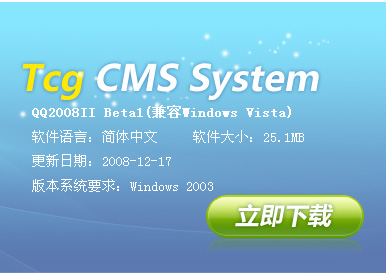 Tcg CMS System
QQ2008II Beta1(兼容Windows Vista)
软件语言: 简体中文 软件大小: 25.1MB
更新日期: 2008-12-17
版本系统要求: Windows 2003
立即下载